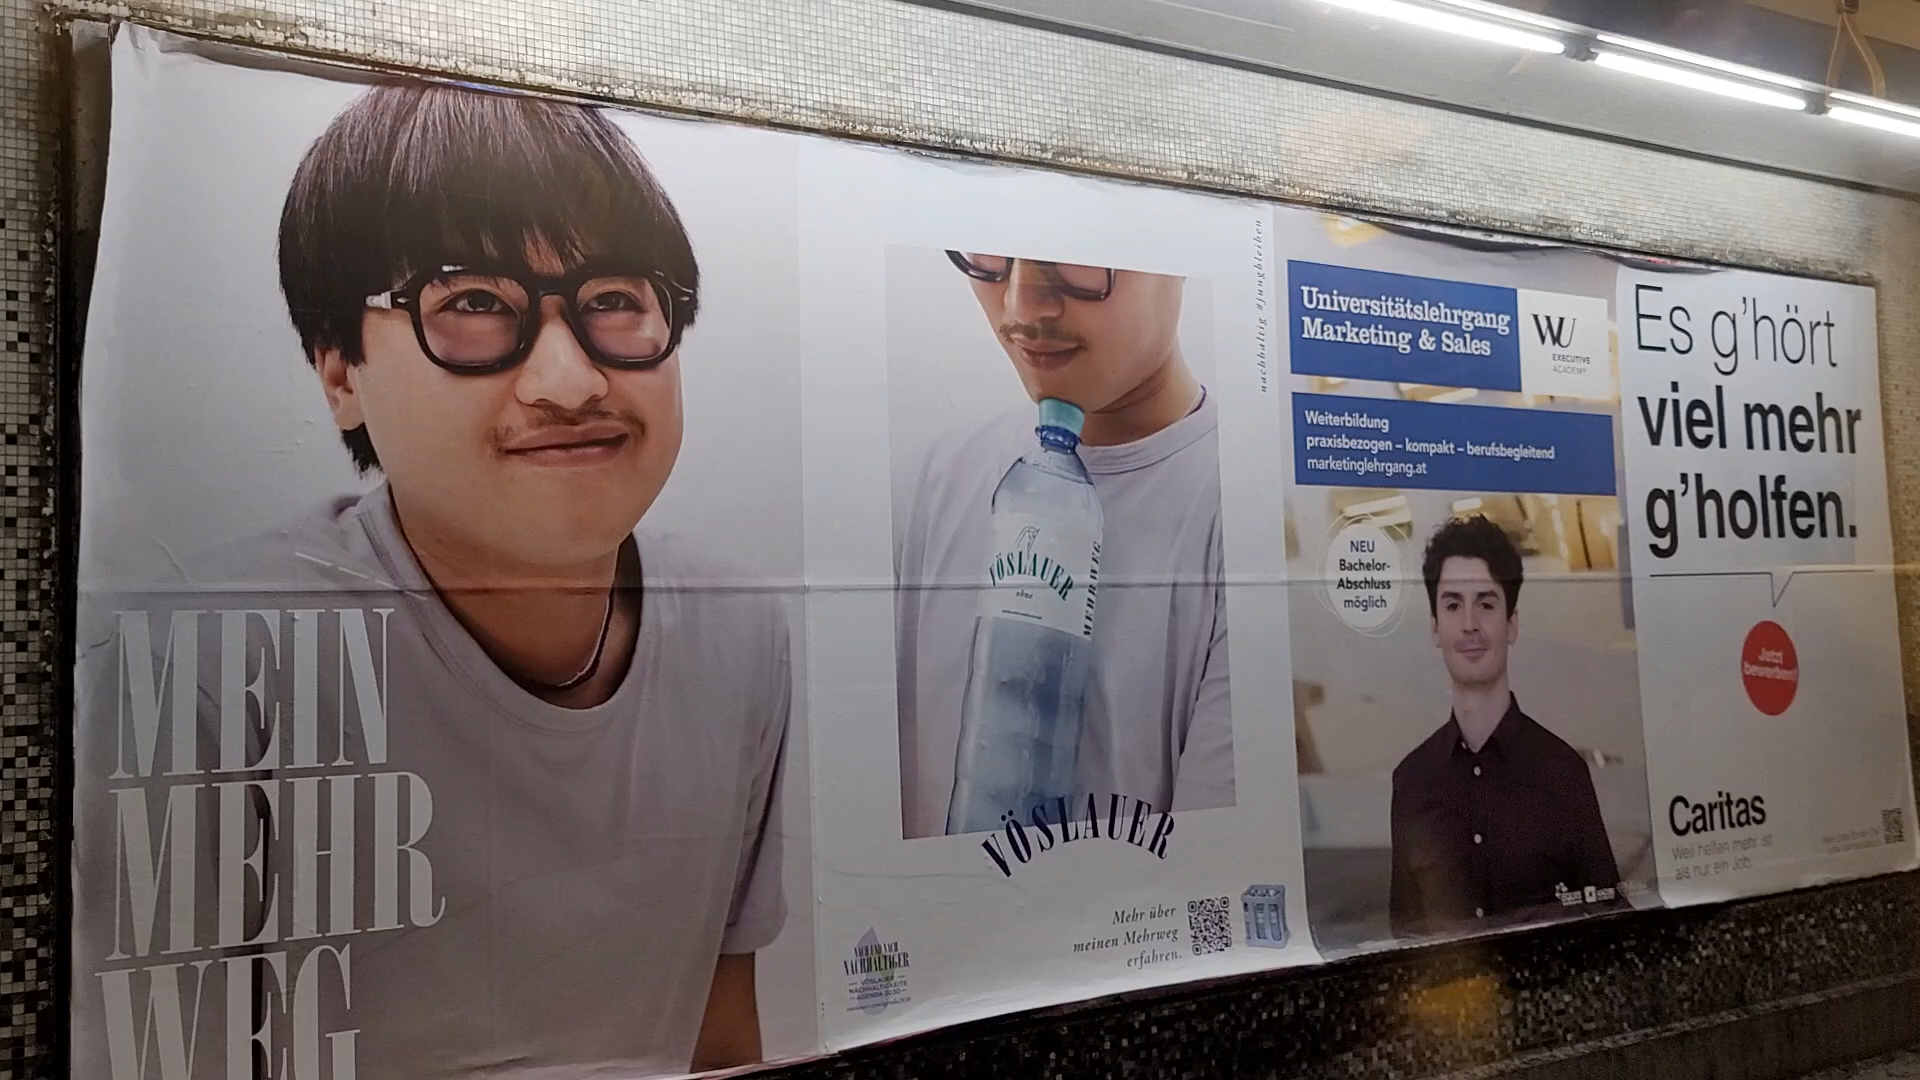 MEIN
MEHR
WEG
nachhaltig #jungbleiben
VÖSLAUER
ohne
MEHRWEG
VÖSLAUER
NACH UND NACH
NACHHALTIGER
VÖSLAUER
NACHHALTIGKEITS
AGENDA 2030
Mehr über
meinen Mehrweg
erfahren.
Universitätslehrgang
Marketing & Sales
WU
EXECUTIVE
ACADEMY
Weiterbildung
praxisbezogen – kompakt – berufsbegleitend
marketinglehrgang.at
NEU
Bachelor-
Abschluss
möglich
Es g'hört
viel mehr
g'holfen.
Jetzt
bewerben!
Caritas
Weil helfen mehr ist
als nur ein Job.